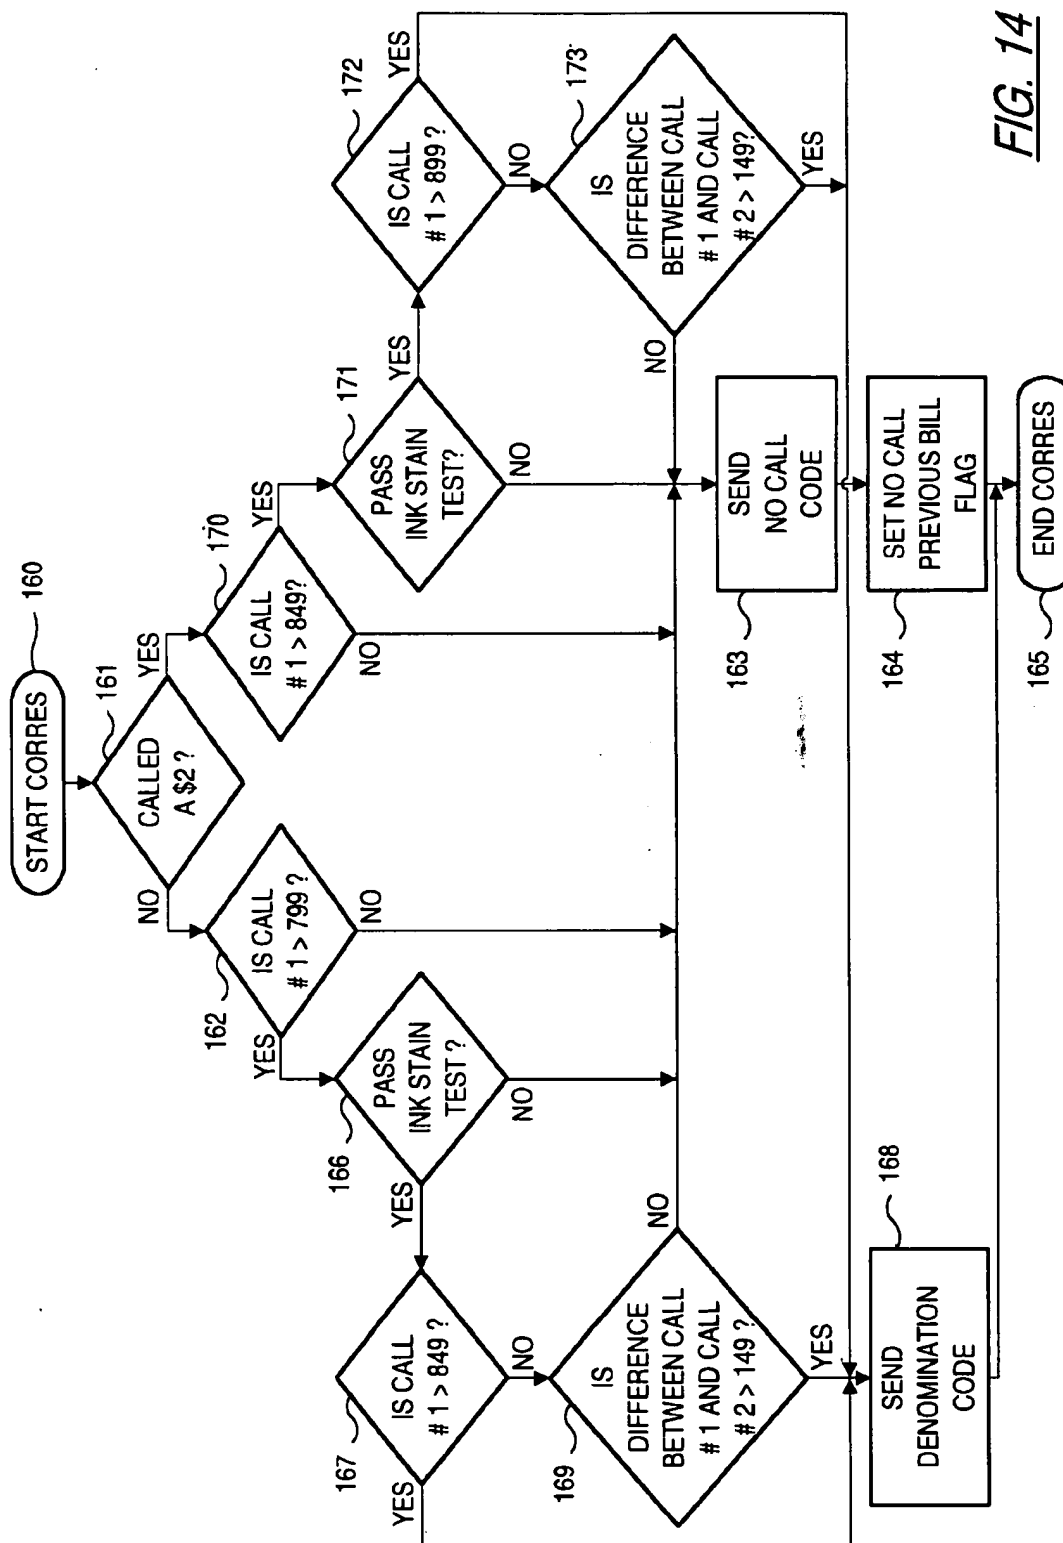 START CORRES
160
CALLED
A $2 ?
161
NO
YES
IS CALL
# 1 > 799 ?
162
YES
NO
IS CALL
# 1 > 849?
170
YES
NO
PASS
INK STAIN
TEST ?
166
YES
NO
PASS
INK STAIN
TEST?
171
YES
NO
IS CALL
# 1 > 849 ?
167
YES
NO
IS CALL
# 1 > 899 ?
172
YES
NO
IS
DIFFERENCE
BETWEEN CALL
# 1 AND CALL
# 2 > 149 ?
169
NO
YES
IS
DIFFERENCE
BETWEEN CALL
# 1 AND CALL
# 2 > 149?
173
NO
YES
SEND
NO CALL
CODE
163
SEND
DENOMINATION
CODE
168
SET NO CALL
PREVIOUS BILL
FLAG
164
END CORRES
165
FIG. 14